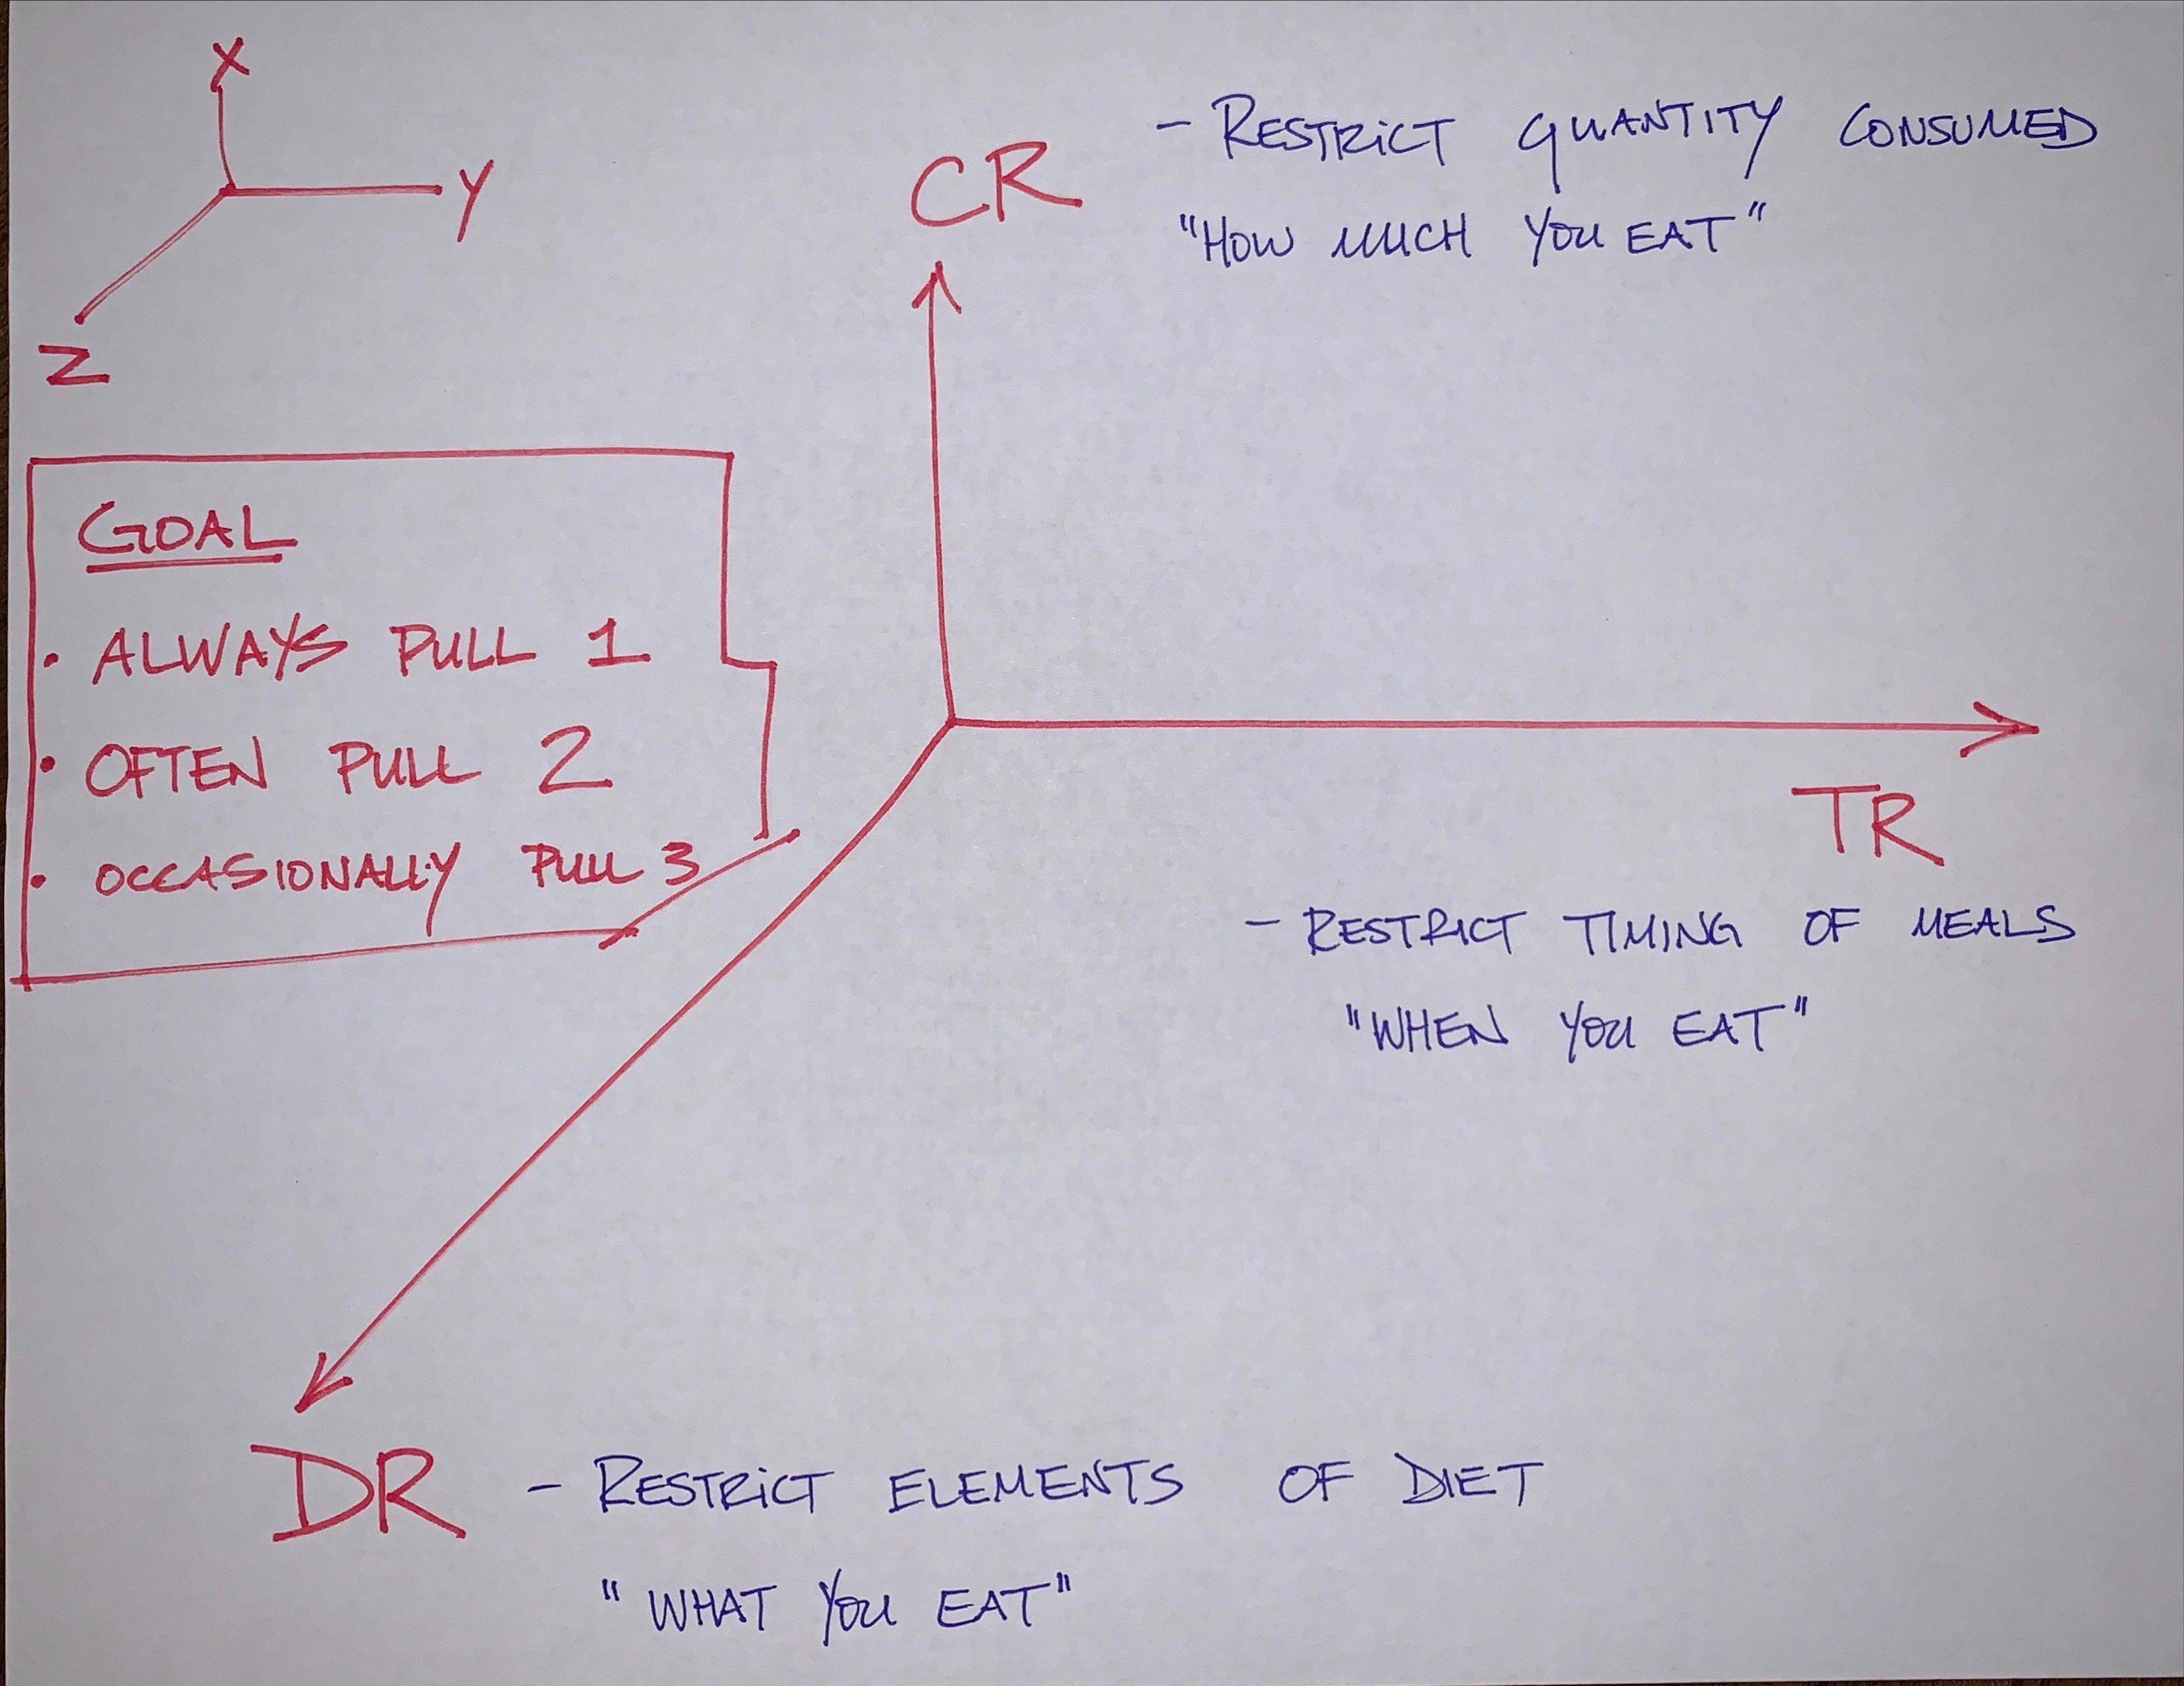 X
Y
Z
CR
- RESTRICT QUANTITY CONSUMED
"HOW MUCH YOU EAT"
GOAL
• ALWAYS PULL 1
• OFTEN PULL 2
• OCCASIONALLY PULL 3
TR
- RESTRICT TIMING OF MEALS
"WHEN YOU EAT"
DR - RESTRICT ELEMENTS OF DIET
"WHAT YOU EAT"